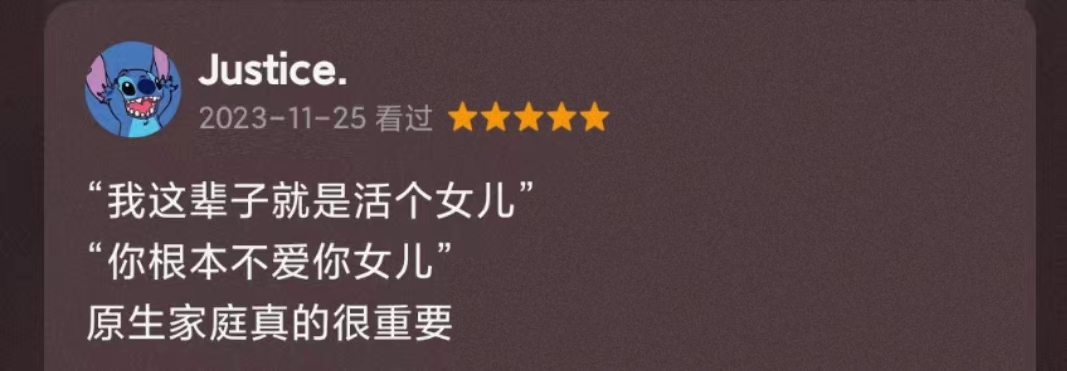 Justice.
2023-11-25 看过
“我这辈子就是活个女儿”
“你根本不爱你女儿”
原生家庭真的很重要